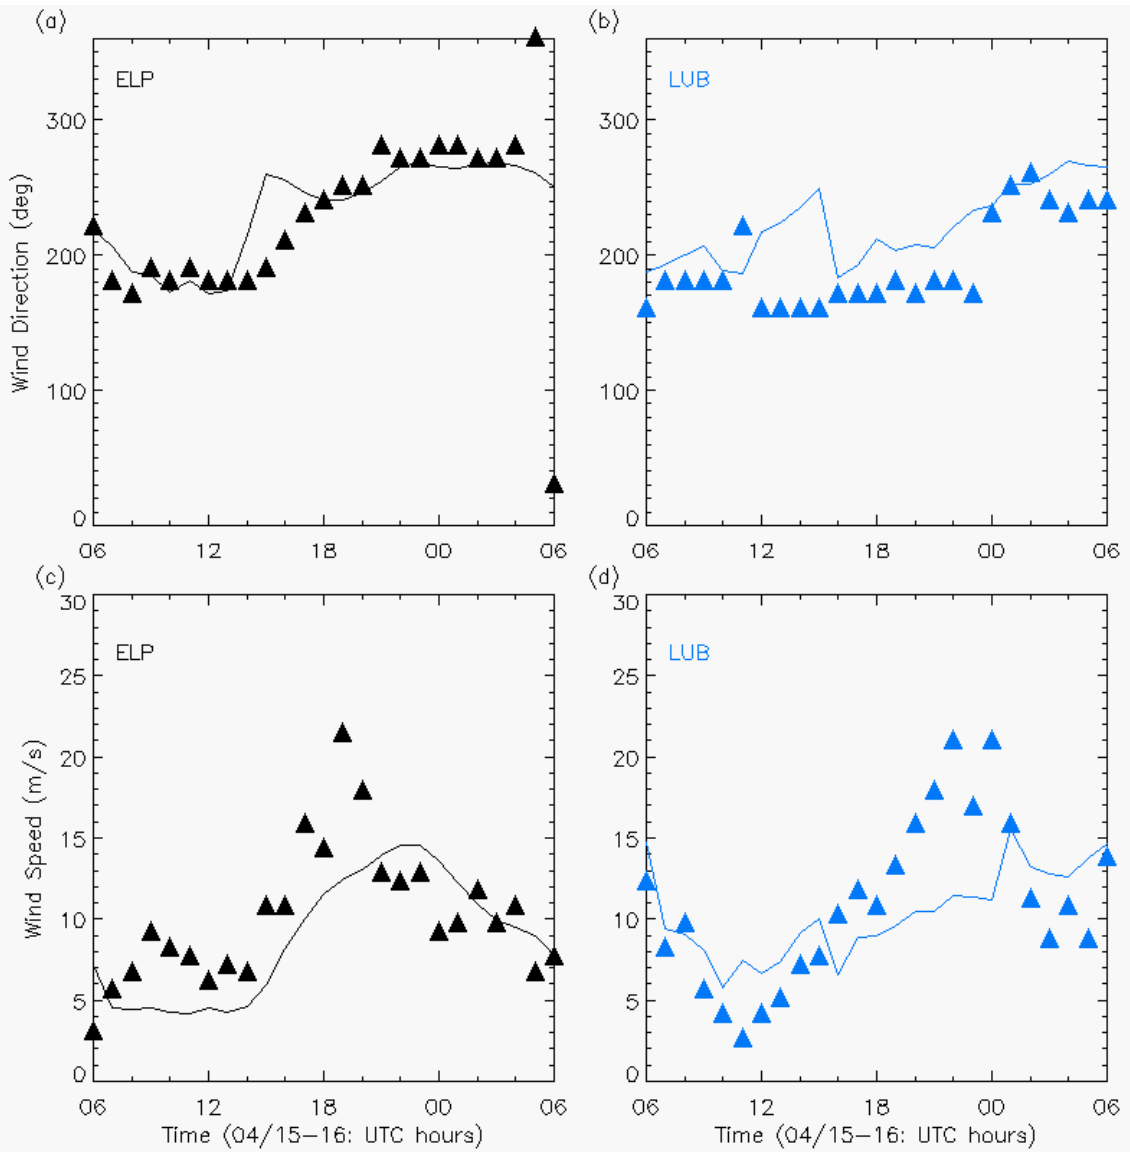 (a)
(b)
ELP
LUB
Wind Direction (deg)
300
200
100
0
300
200
100
0
06 12 18 00 06
06 12 18 00 06
(c)
(d)
ELP
LUB
Wind Speed (m/s)
30
25
20
15
10
5
0
30
25
20
15
10
5
0
06 12 18 00 06
06 12 18 00 06
Time (04/15-16: UTC hours)
Time (04/15-16: UTC hours)